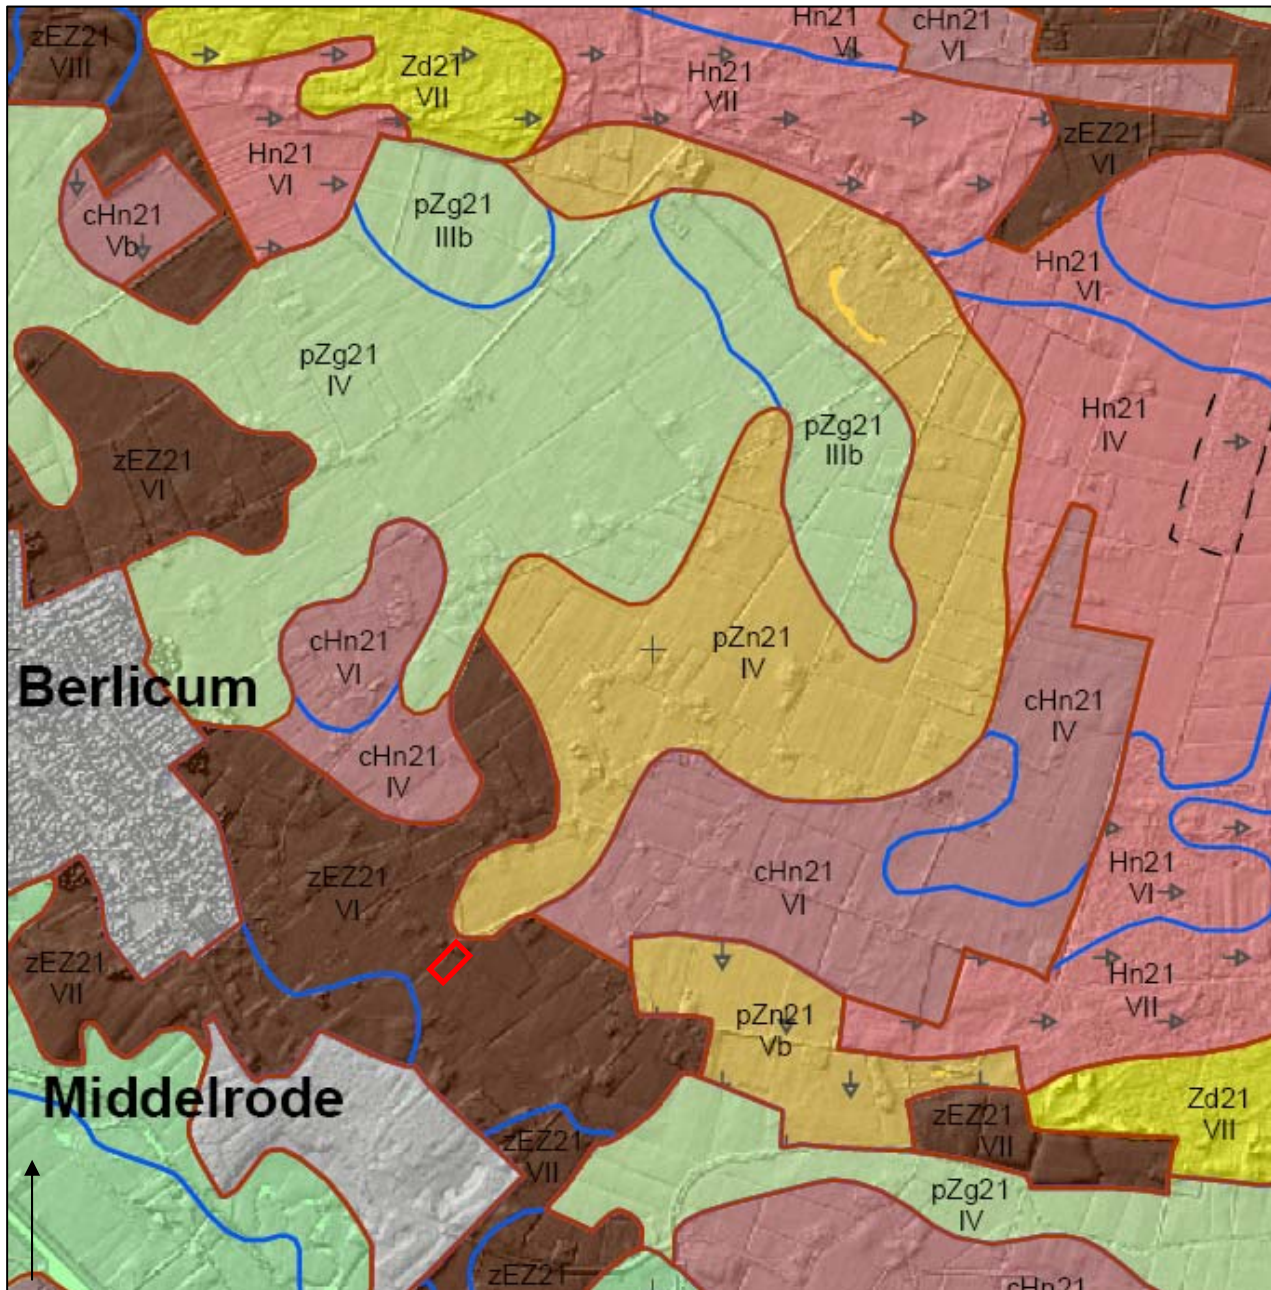 zEZ21
VIII
Zd21
VII
Hn21
VI
cHn21
VI
Hn21
VII
zEZ21
VI
Hn21
VI
cHn21
Vb
pZg21
IIIb
Hn21
VI
pZg21
IV
Hn21
IV
pZg21
IIIb
zEZ21
VI
cHn21
VI
pZn21
IV
Berlicum
cHn21
IV
cHn21
IV
zEZ21
VI
cHn21
VI
Hn21
VI
zEZ21
VII
Hn21
VII
pZn21
Vb
Middelrode
zEZ21
VII
Zd21
VII
zEZ21
VII
pZg21
IV
zEZ21
cHn21